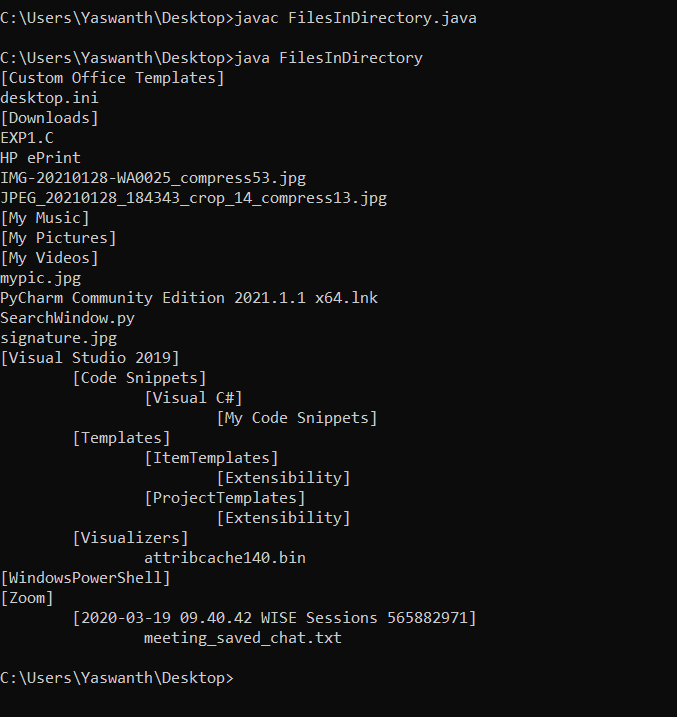 C:\Users\Yaswanth\Desktop>javac FilesInDirectory.java
C:\Users\Yaswanth\Desktop>java FilesInDirectory
[Custom Office Templates]
desktop.ini
[Downloads]
EXP1.C
HP ePrint
IMG-20210128-WA0025_compress53.jpg
JPEG_20210128_184343_crop_14_compress13.jpg
[My Music]
[My Pictures]
[My Videos]
mypic.jpg
PyCharm Community Edition 2021.1.1 x64.lnk
SearchWindow.py
signature.jpg
[Visual Studio 2019]
[Code Snippets]
[Visual C#]
[My Code Snippets]
[Templates]
[ItemTemplates]
[Extensibility]
[ProjectTemplates]
[Extensibility]
[Visualizers]
attribcache140.bin
[WindowsPowerShell]
[Zoom]
[2020-03-19 09.40.42 WISE Sessions 565882971]
meeting_saved_chat.txt
C:\Users\Yaswanth\Desktop>